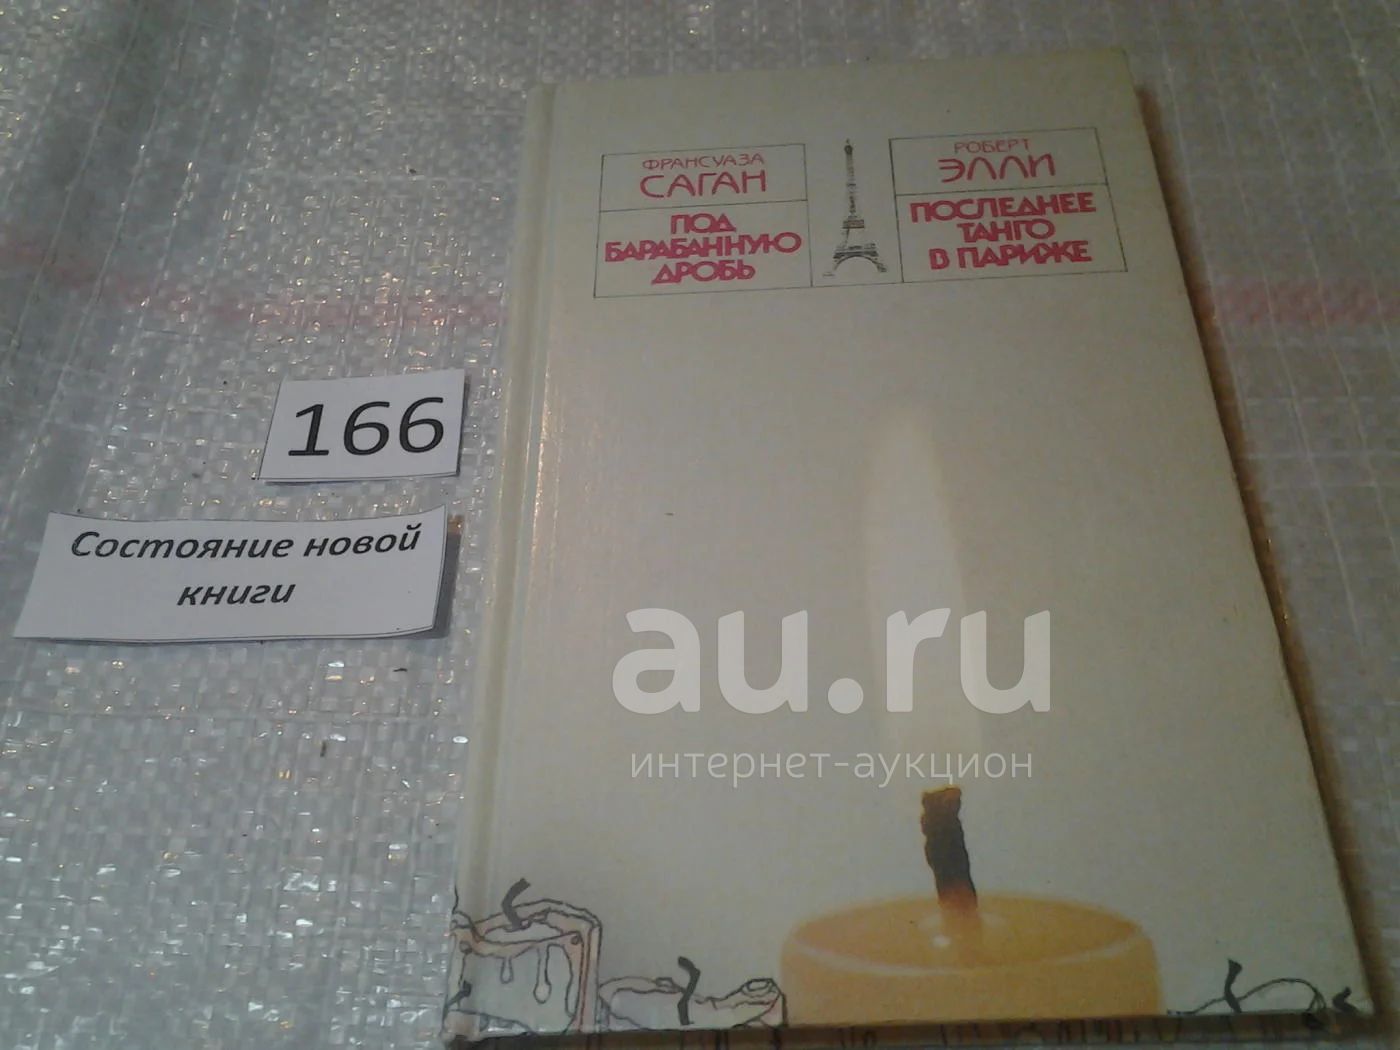 ФРАНСУАЗА
САГАН
ПОД
БАРАБАННУЮ
ДРОБЬ
РОБЕРТ
ЭЛЛИ
ПОСЛЕДНЕЕ
ТАНГО
В ПАРИЖЕ
166
Состояние новой
книги
au.ru
интернет-аукцион